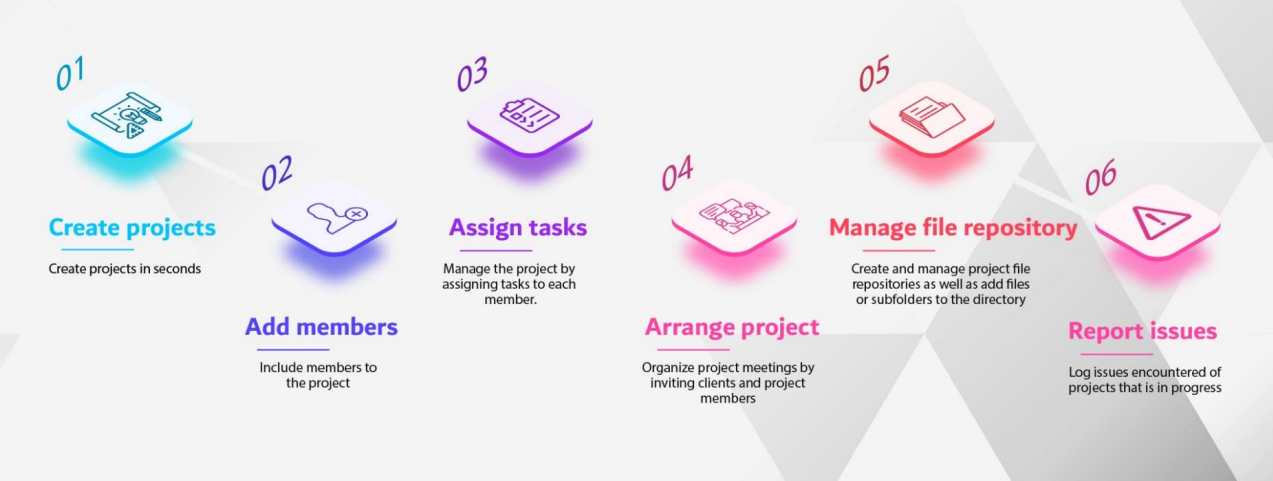 01
Create projects
Create projects in seconds
02
Add members
Include members to
the project
03
Assign tasks
Manage the project by
assigning tasks to each
member.
04
Arrange project
Organize project meetings by
inviting clients and project
members
05
Manage file repository
Create and manage project file
repositories as well as add files
or subfolders to the directory
06
Report issues
Log issues encountered of
projects that is in progress